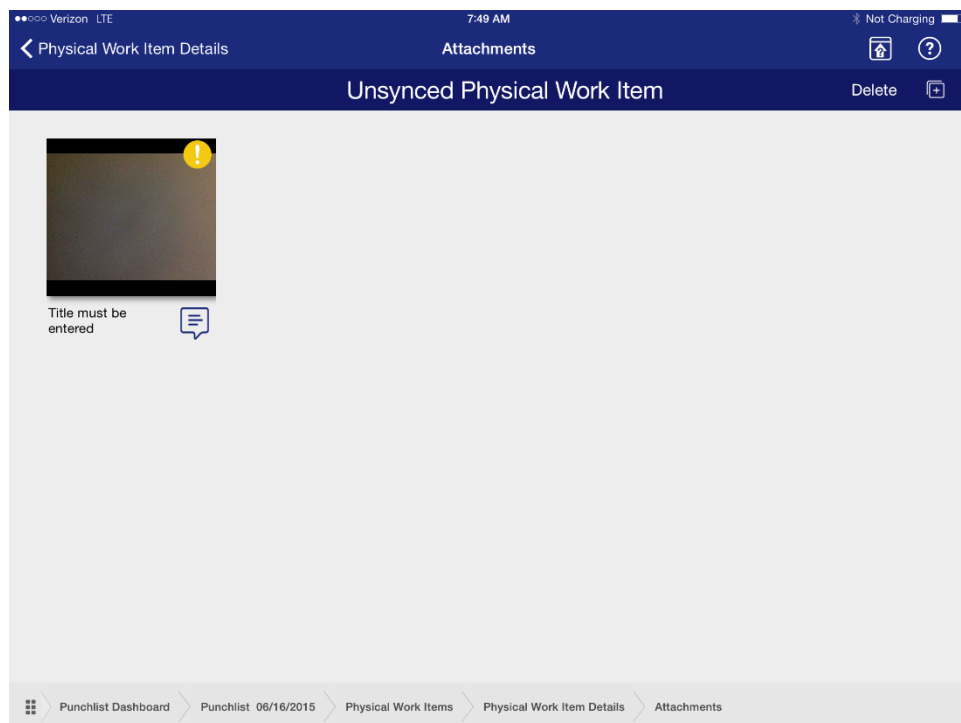 Verizon LTE
7:49 AM
Not Charging
Physical Work Item Details
Attachments
?
Unsynced Physical Work Item
Delete
!
Title must be
entered
Punchlist Dashboard
Punchlist 06/16/2015
Physical Work Items
Physical Work Item Details
Attachments